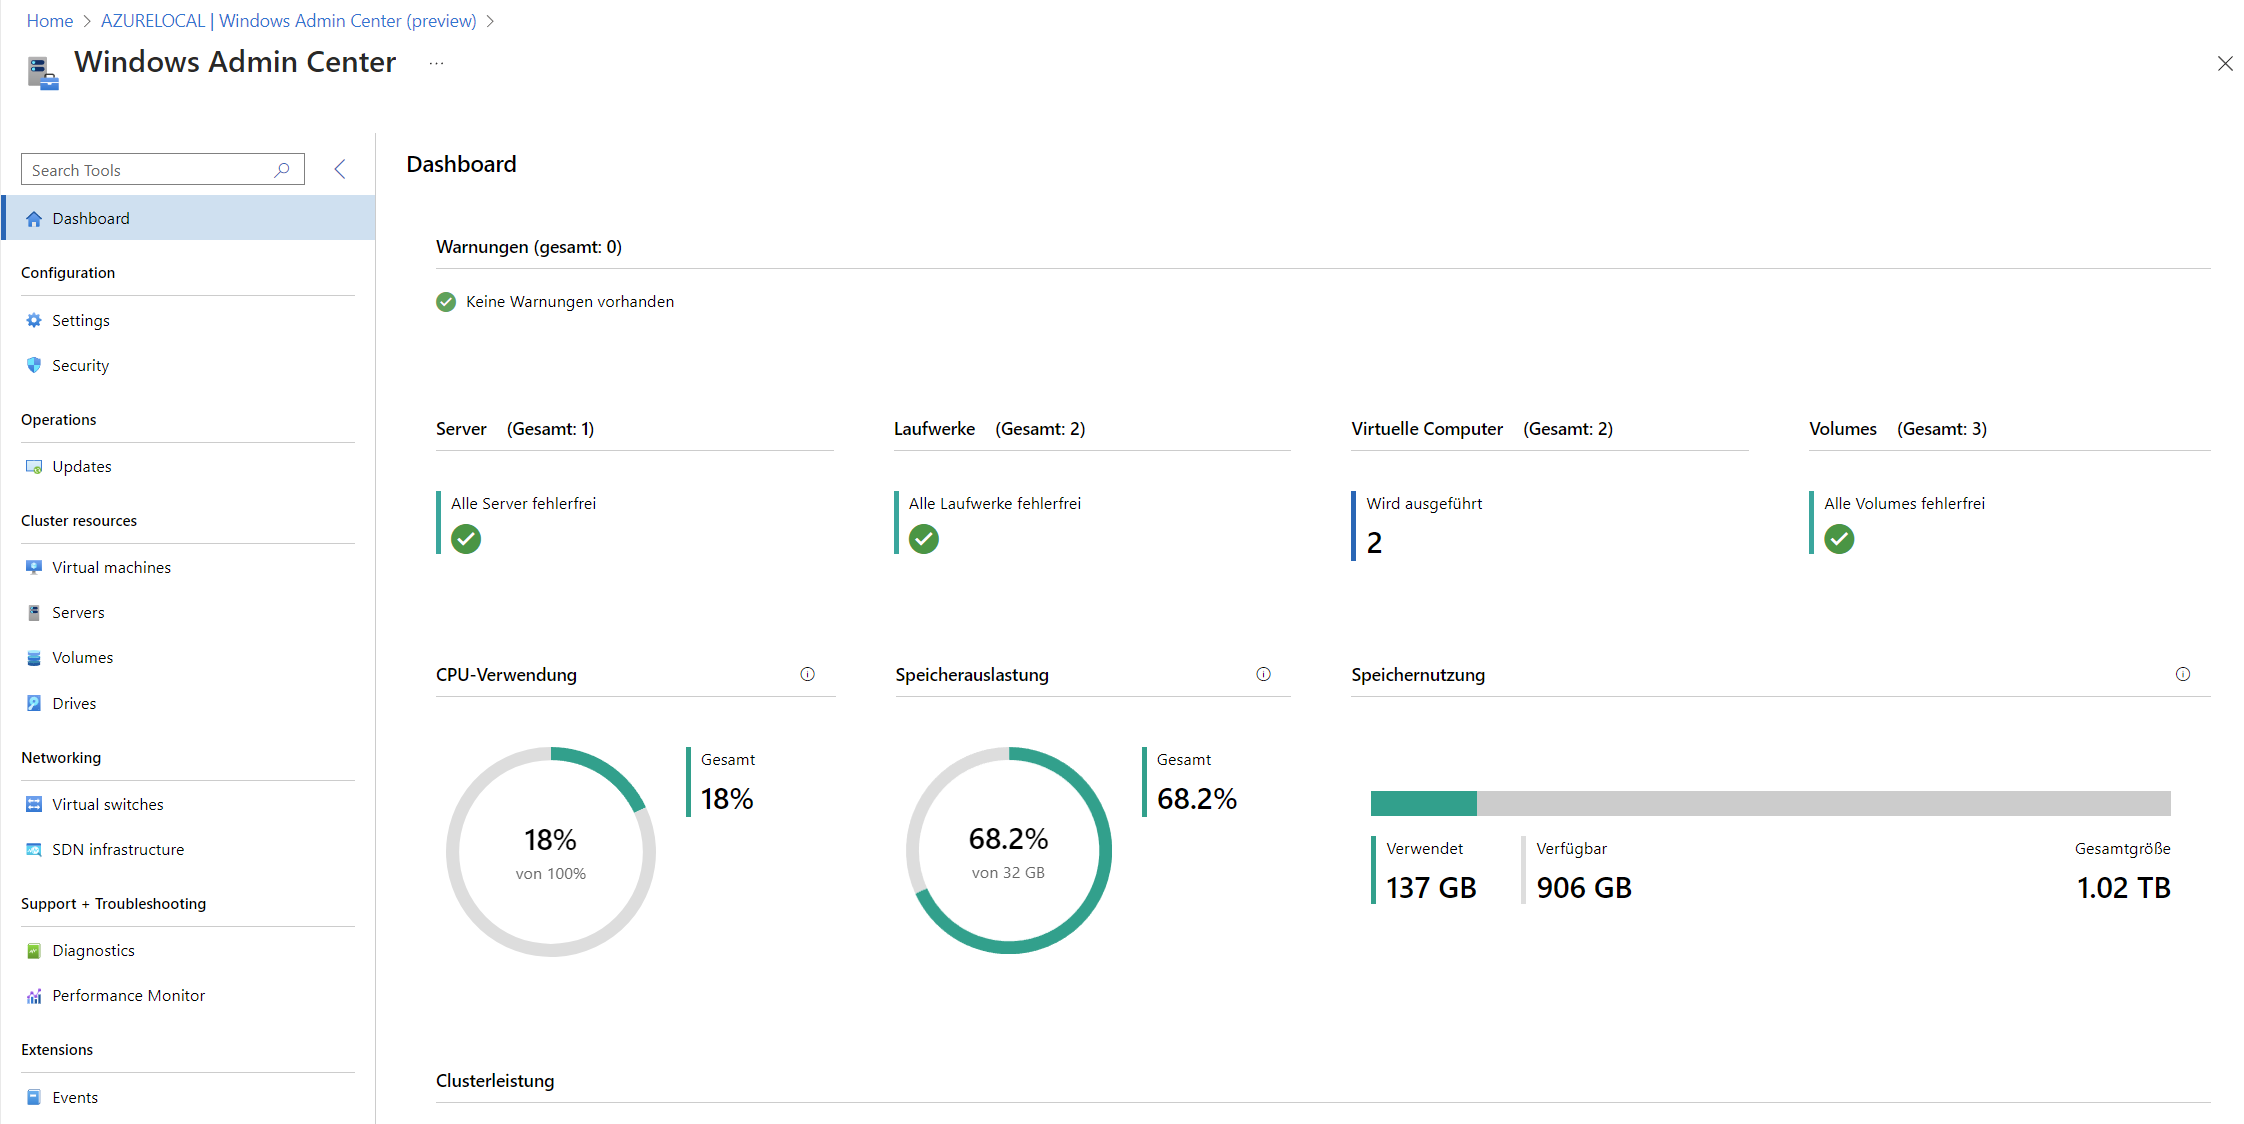 Home > AZURELOCAL | Windows Admin Center (preview) >
Windows Admin Center ...
Search Tools
Dashboard
Configuration
Settings
Security
Operations
Updates
Cluster resources
Virtual machines
Servers
Volumes
Drives
Networking
Virtual switches
SDN infrastructure
Support + Troubleshooting
Diagnostics
Performance Monitor
Extensions
Events
Dashboard
Warnungen (gesamt: 0)
Keine Warnungen vorhanden
Server (Gesamt: 1)
Alle Server fehlerfrei
Laufwerke (Gesamt: 2)
Alle Laufwerke fehlerfrei
Virtuelle Computer (Gesamt: 2)
Wird ausgeführt
2
Volumes (Gesamt: 3)
Alle Volumes fehlerfrei
CPU-Verwendung
18%
von 100%
Gesamt
18%
Speicherauslastung
68.2%
von 32 GB
Gesamt
68.2%
Speichernutzung
Verwendet
137 GB
Verfügbar
906 GB
Gesamtgröße
1.02 TB
Clusterleistung